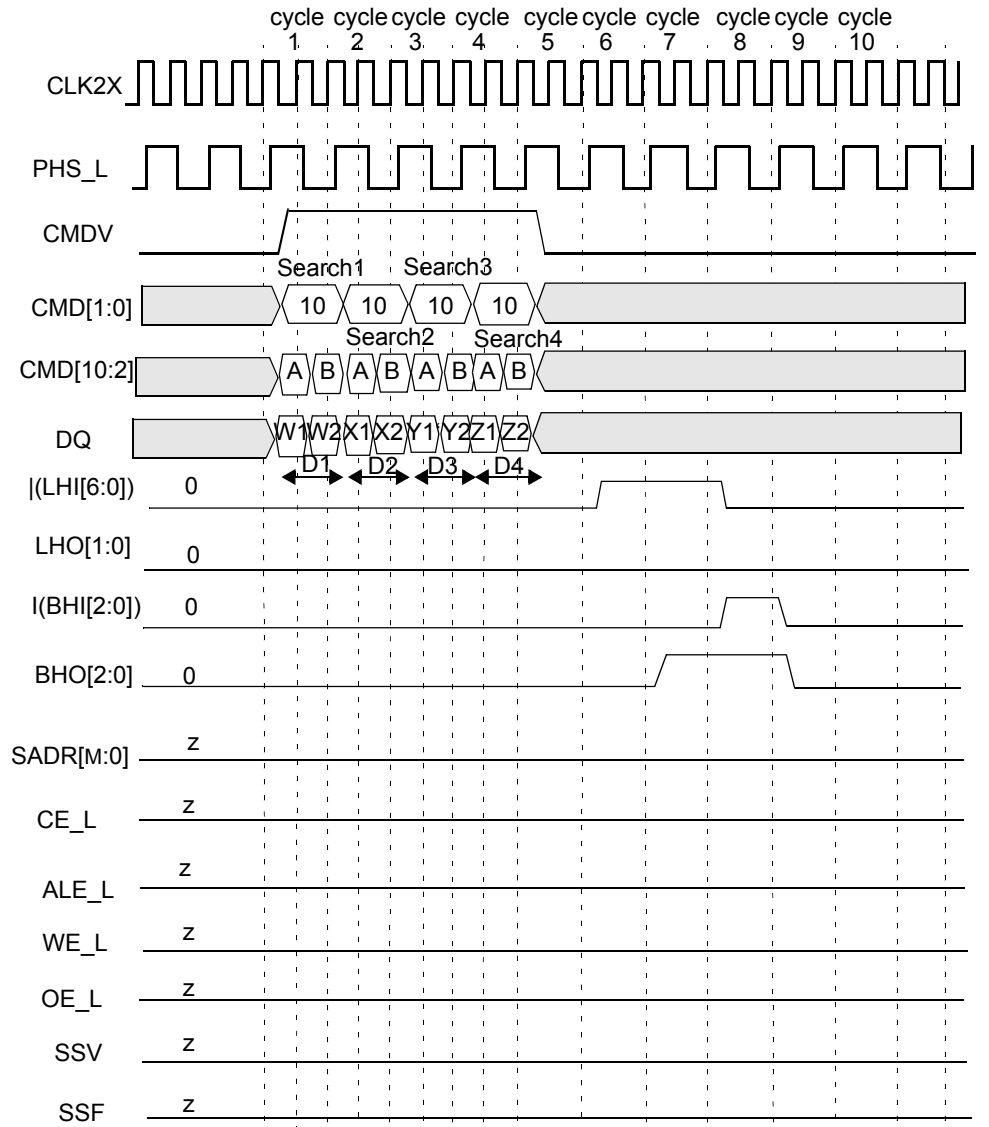 cycle cycle cycle cycle cycle cycle cycle cycle cycle cycle
1 2 3 4 5 6 7 8 9 10
CLK2X
PHS_L
CMDV
Search1 Search3
CMD[1:0] 10 10 10 10
Search2 Search4
CMD[10:2] A B A B A B A B
DQ W1 W2 X1 X2 Y1 Y2 Z1 Z2
D1 D2 D3 D4
|(LHI[6:0]) 0
LHO[1:0] 0
I(BHI[2:0]) 0
BHO[2:0] 0
SADR[M:0] z
CE_L z
ALE_L z
WE_L z
OE_L z
SSV z
SSF z